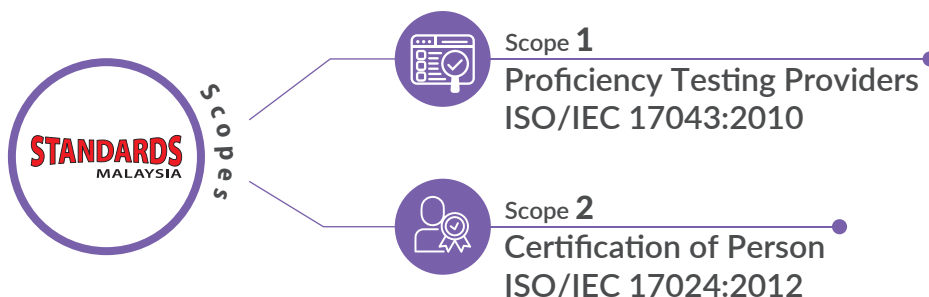 STANDARDS
MALAYSIA
Scopes
Scope 1
Proficiency Testing Providers
ISO/IEC 17043:2010
Scope 2
Certification of Person
ISO/IEC 17024:2012